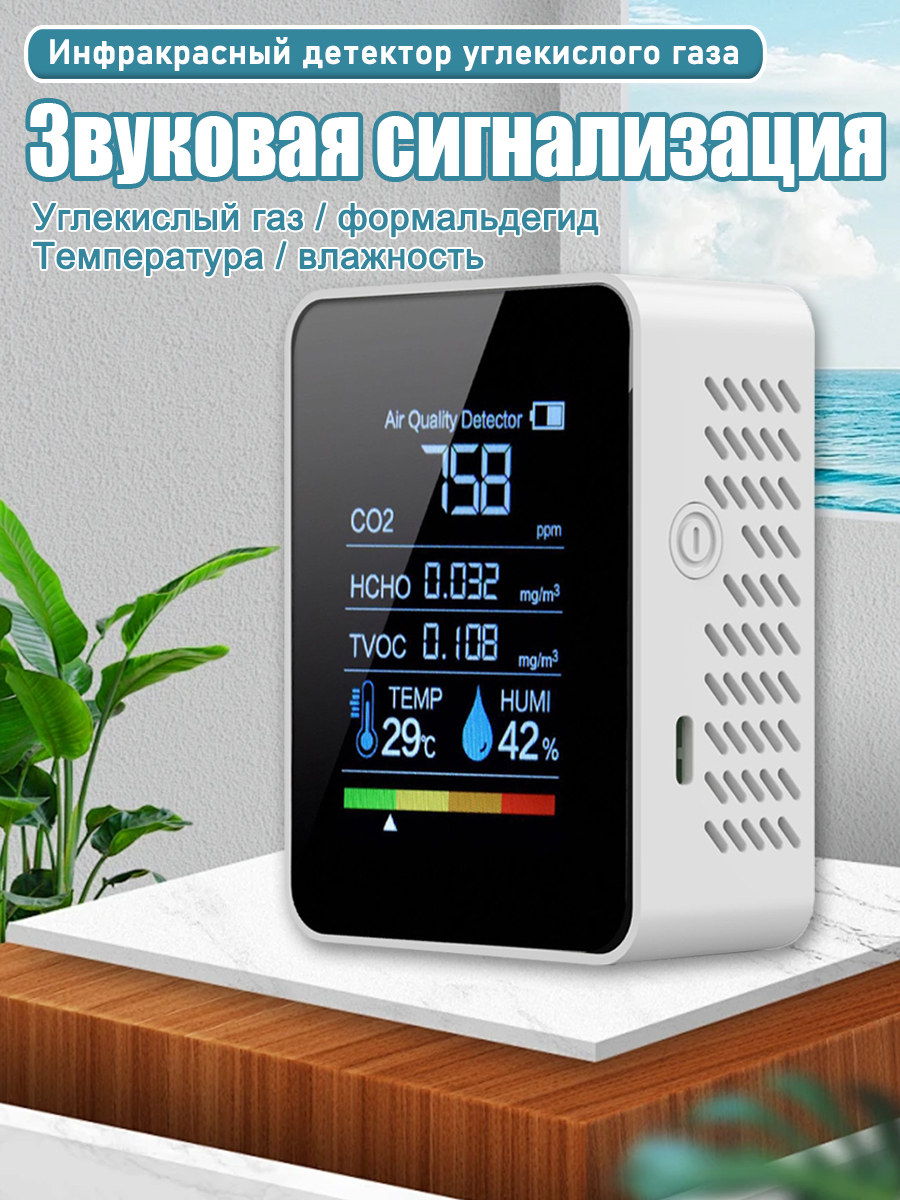 Инфракрасный детектор углекислого газа
Звуковая сигнализация
Углекислый газ / формальдегид
Температура / влажность
Air Quality Detector
758
CO2 ppm
HCHO 0.032 mg/m³
TVOC 0.108 mg/m³
TEMP HUMI
29°C 42%